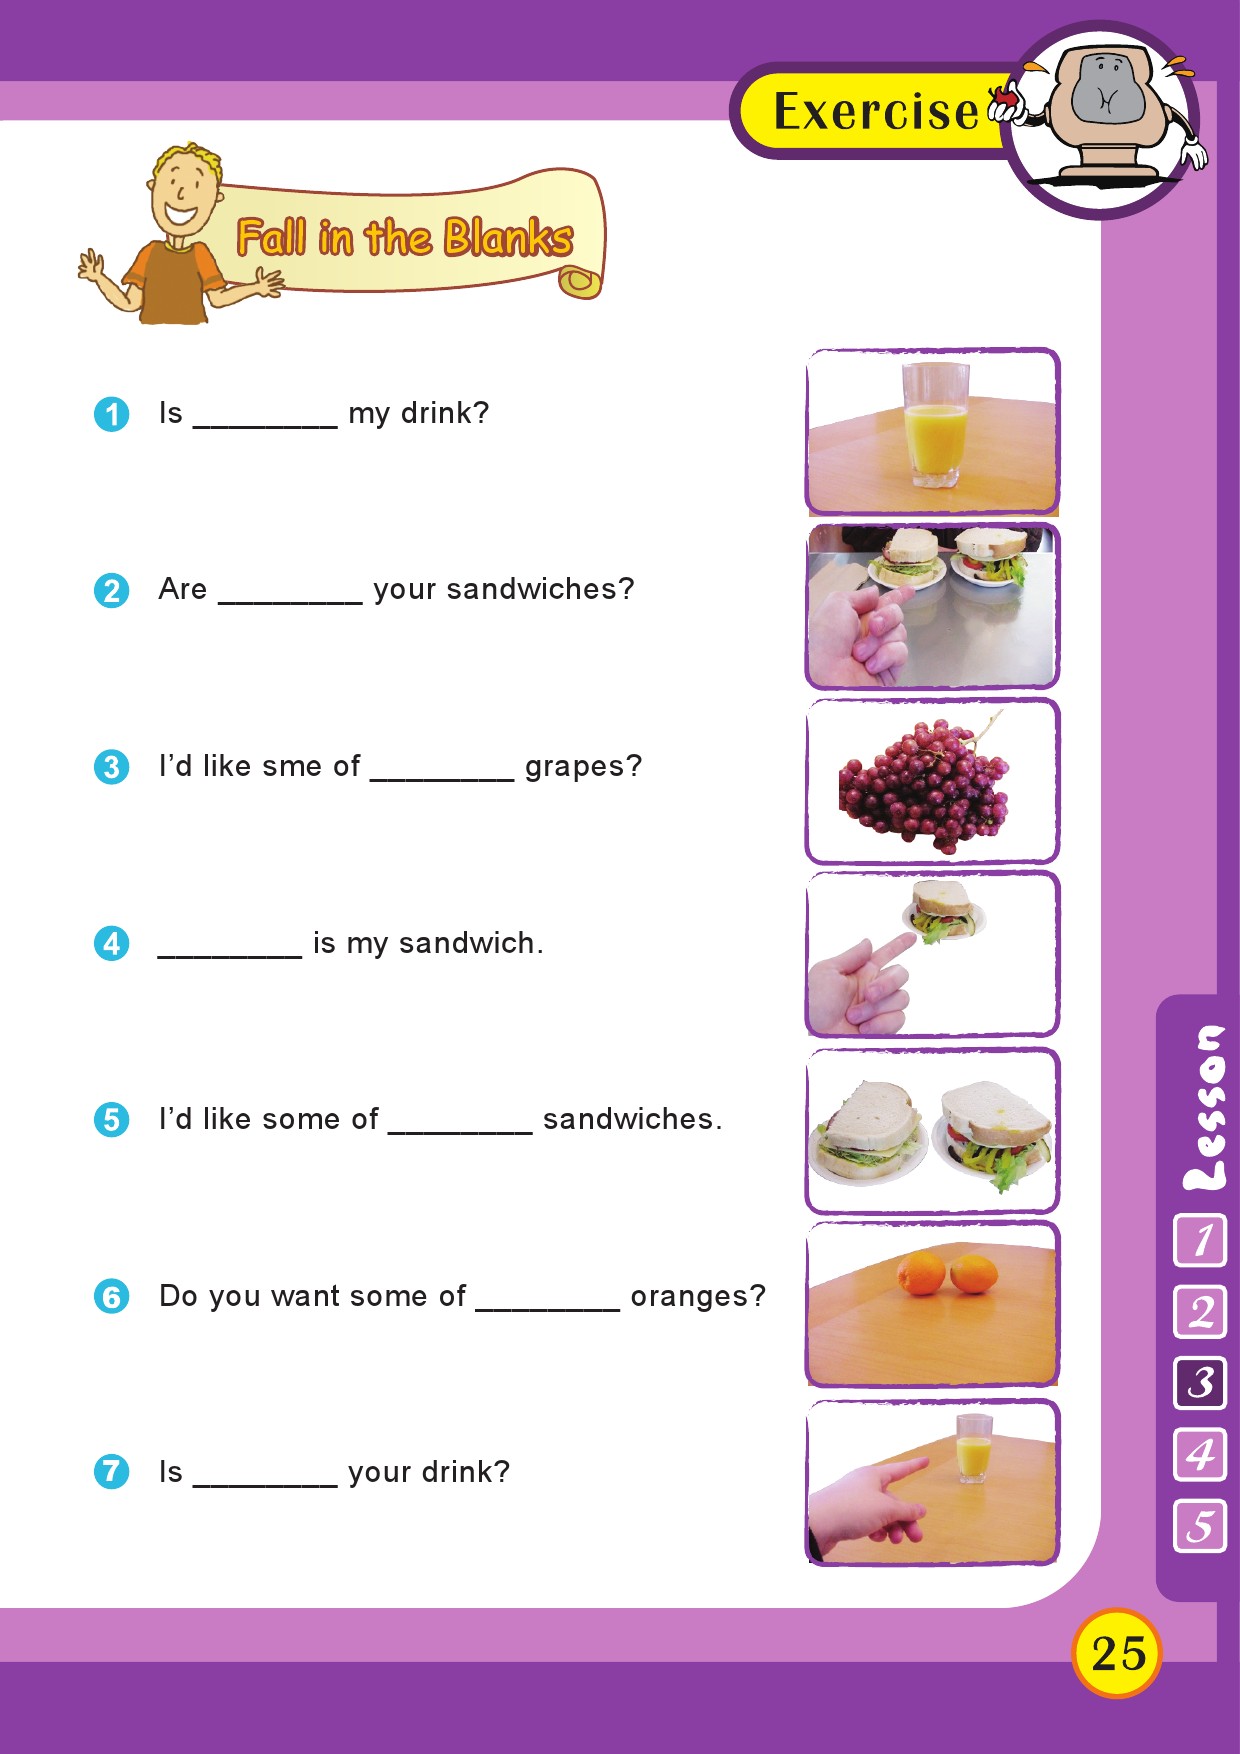 Exercise
Fall in the Blanks
1 Is ________ my drink?
2 Are ________ your sandwiches?
3 I'd like sme of ________ grapes?
4 ________ is my sandwich.
5 I'd like some of ________ sandwiches.
6 Do you want some of ________ oranges?
7 Is ________ your drink?
Lesson
1
2
3
4
5
25